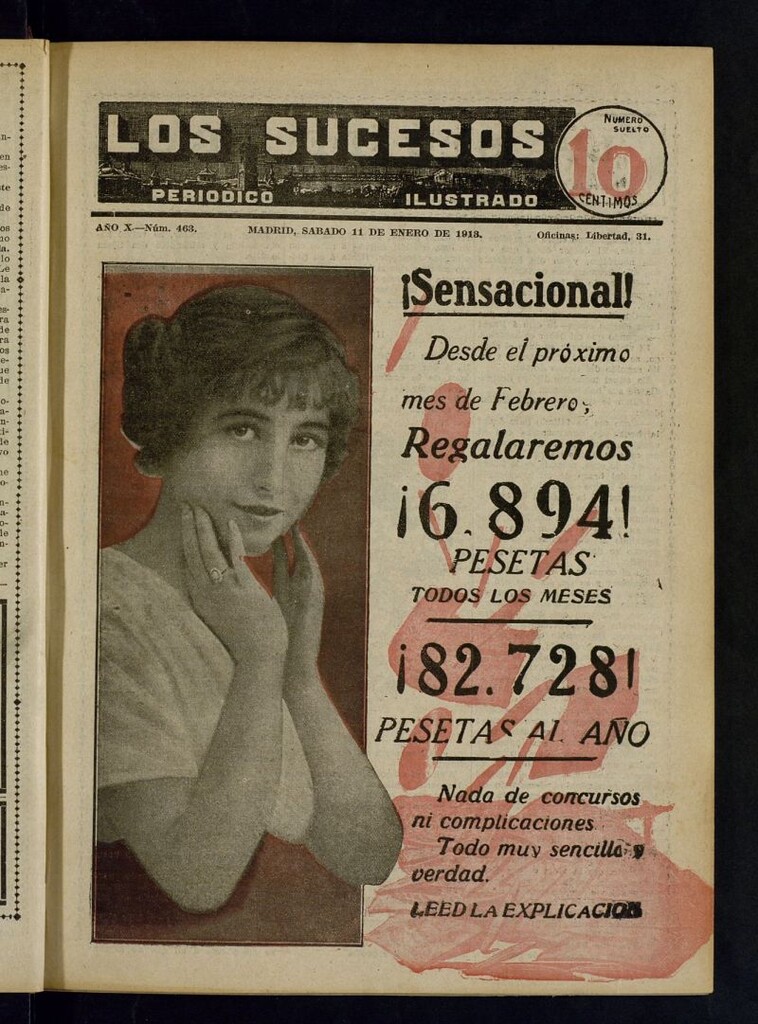 LOS SUCESOS
PERIODICO ILUSTRADO
NUMERO
SUELTO
10
CENTIMOS
AÑO X.—Núm. 463. MADRID, SABADO 11 DE ENERO DE 1913. Oficinas: Libertad, 31.
¡Sensacional!
Desde el próximo
mes de Febrero,
Regalaremos
¡6.894!
PESETAS
TODOS LOS MESES
¡82.728!
PESETAS AL AÑO
Nada de concursos
ni complicaciones
Todo muy sencillo y
verdad.
LEED LA EXPLICACION